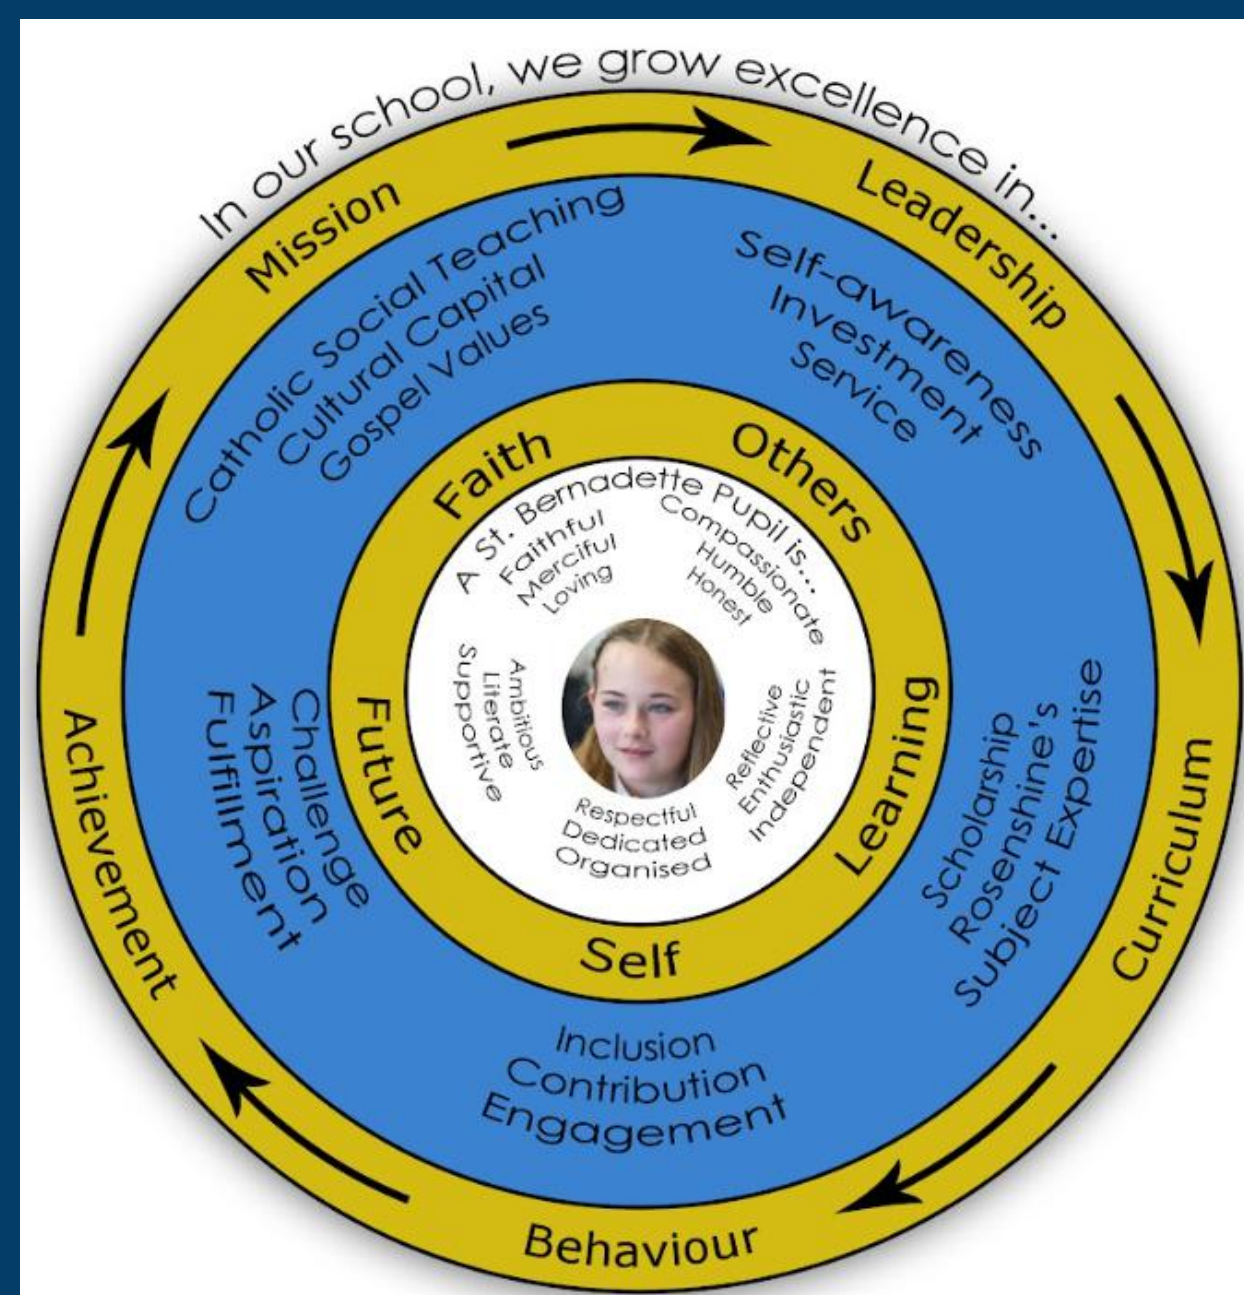 In our school, we grow excellence in...
Mission
Leadership
Curriculum
Behaviour
Achievement
Catholic Social Teaching
Cultural Capital
Gospel Values
Self-awareness
Investment
Service
Scholarship
Rosenshine's
Subject Expertise
Inclusion
Contribution
Engagement
Challenge
Aspiration
Fulfillment
Faith
Others
Learning
Self
Future
A St. Bernadette Pupil is...
Faithful
Merciful
Loving
Compassionate
Humble
Honest
Reflective
Enthusiastic
Independent
Respectful
Dedicated
Organised
Ambitious
Literate
Supportive